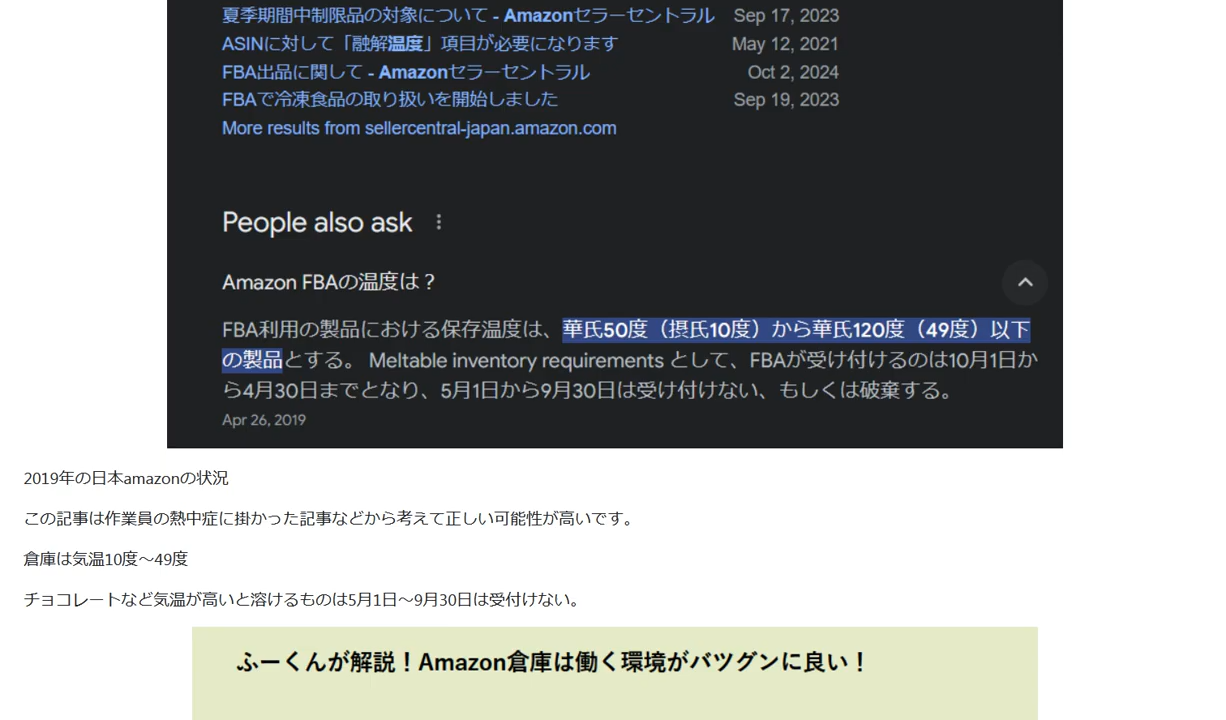 夏季期間中制限品の対象について - Amazonセラーセントラル Sep 17, 2023
ASINに対して「融解温度」項目が必要になります May 12, 2021
FBA出品に関して - Amazonセラーセントラル Oct 2, 2024
FBAで冷凍食品の取り扱いを開始しました Sep 19, 2023
More results from sellercentral-japan.amazon.com
People also ask
Amazon FBAの温度は？
FBA利用の製品における保存温度は、華氏50度（摂氏10度）から華氏120度（49度）以下
の製品とする。 Meltable inventory requirements として、FBAが受け付けるのは10月1日か
ら4月30日までとなり、5月1日から9月30日は受け付けない、もしくは破棄する。
Apr 26, 2019
2019年の日本amazonの状況
この記事は作業員の熱中症に掛かった記事などから考えて正しい可能性が高いです。
倉庫は気温10度～49度
チョコレートなど気温が高いと溶けるものは5月1日～9月30日は受付けない。
ふーくんが解説！Amazon倉庫は働く環境がバツグンに良い！